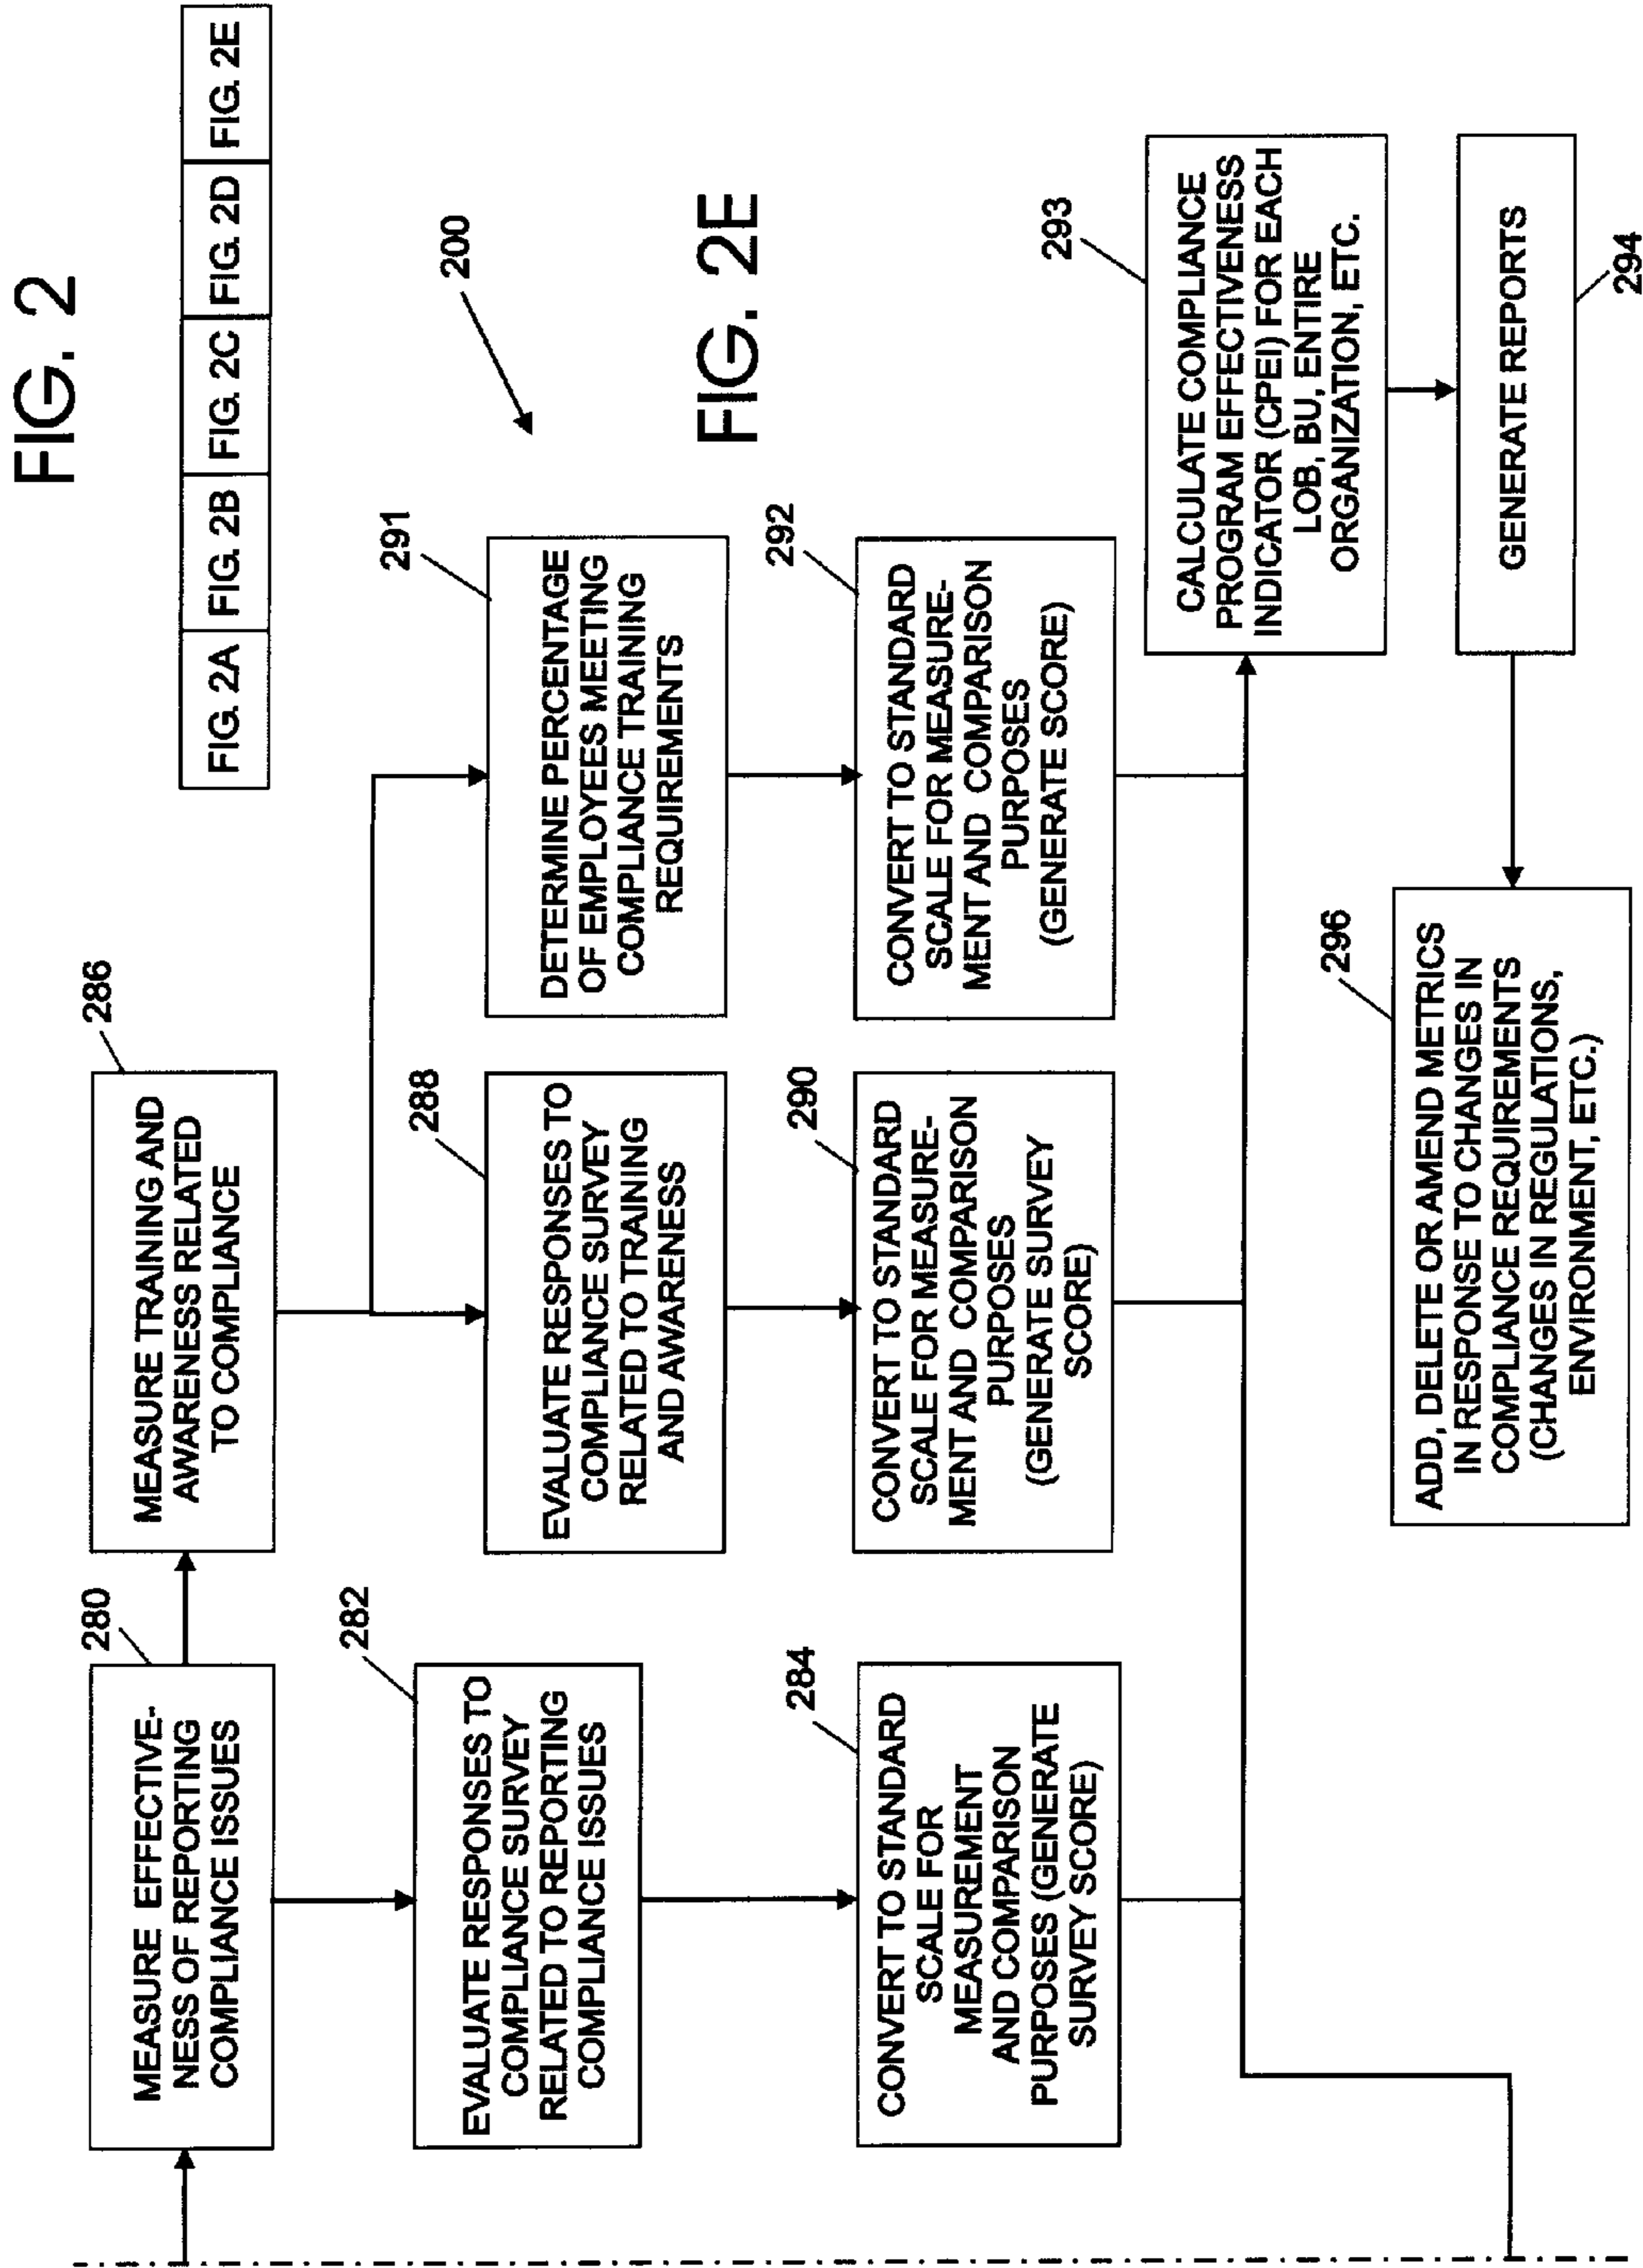 FIG. 2
FIG. 2A
FIG. 2B
FIG. 2C
FIG. 2D
FIG. 2E
200
FIG. 2E
280
MEASURE EFFECTIVE-
NESS OF REPORTING
COMPLIANCE ISSUES
286
MEASURE TRAINING AND
AWARENESS RELATED
TO COMPLIANCE
282
EVALUATE RESPONSES TO
COMPLIANCE SURVEY
RELATED TO REPORTING
COMPLIANCE ISSUES
288
EVALUATE RESPONSES TO
COMPLIANCE SURVEY
RELATED TO TRAINING
AND AWARENESS
291
DETERMINE PERCENTAGE
OF EMPLOYEES MEETING
COMPLIANCE TRAINING
REQUIREMENTS
284
CONVERT TO STANDARD
SCALE FOR
MEASUREMENT
AND COMPARISON
PURPOSES (GENERATE
SURVEY SCORE)
290
CONVERT TO STANDARD
SCALE FOR MEASURE-
MENT AND COMPARISON
PURPOSES
(GENERATE SURVEY
SCORE)
292
CONVERT TO STANDARD
SCALE FOR MEASURE-
MENT AND COMPARISON
PURPOSES
(GENERATE SCORE)
293
CALCULATE COMPLIANCE
PROGRAM EFFECTIVENESS
INDICATOR (CPEI) FOR EACH
LOB, BU, ENTIRE
ORGANIZATION, ETC.
296
ADD, DELETE OR AMEND METRICS
IN RESPONSE TO CHANGES IN
COMPLIANCE REQUIREMENTS
(CHANGES IN REGULATIONS,
ENVIRONMENT, ETC.)
GENERATE REPORTS
294